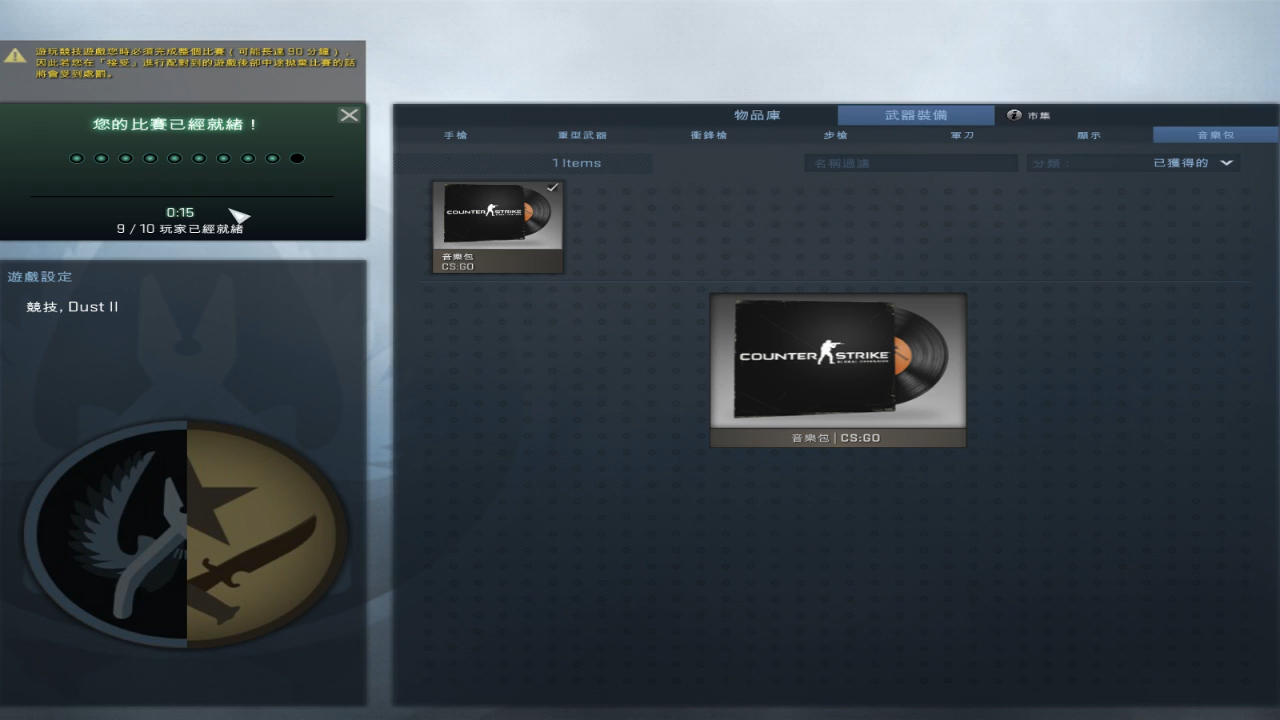 遊玩競技遊戲您時必須完成整個比賽（可能長達 90 分鐘），
因此若您在「接受」進行配對到的遊戲後卻中途拋棄比賽的話
將會受到處罰。
您的比賽已經就緒！
0:15
9 / 10 玩家已經就緒
遊戲設定
競技, Dust II
物品庫
武器裝備
市集
手槍
重型武器
衝鋒槍
步槍
軍刀
顯示
音樂包
1 Items
名稱過濾
分類：
已獲得的
COUNTER STRIKE
音樂包
CS:GO
COUNTER STRIKE
GLOBAL OFFENSIVE
音樂包 | CS:GO